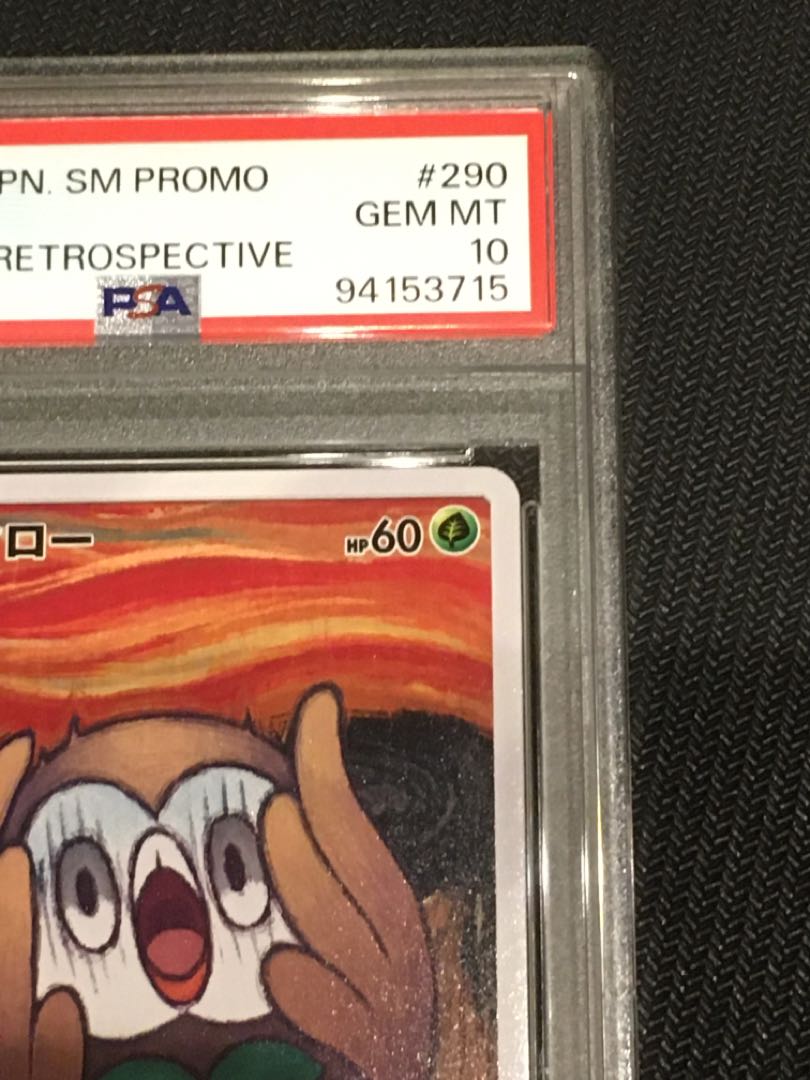 PN. SM PROMO #290
GEM MT
RETROSPECTIVE 10
PSA 94153715
ロー HP60